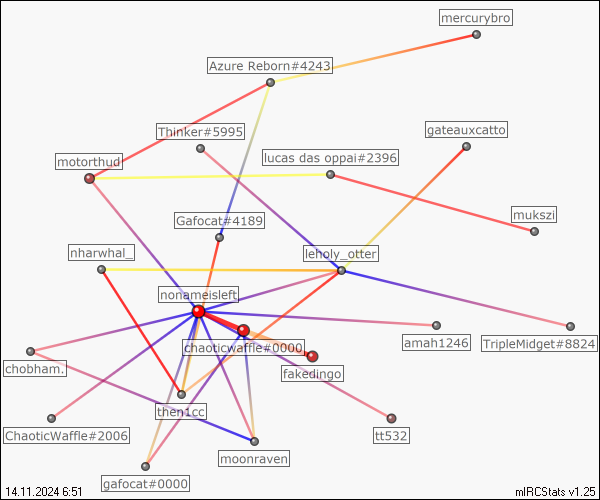 mercurybro
Azure Reborn#4243
Thinker#5995
gateauxcatto
motorthud
lucas das oppai#2396
mukszi
Gafocat#4189
nharwhal_
leholy_otter
nonameisleft
chaoticwaffle#0000
amah1246
TripleMidget#8824
chobham.
fakedingo
then1cc
ChaoticWaffle#2006
tt532
moonraven
gafocat#0000
14.11.2024 6:51
mIRCStats v1.25